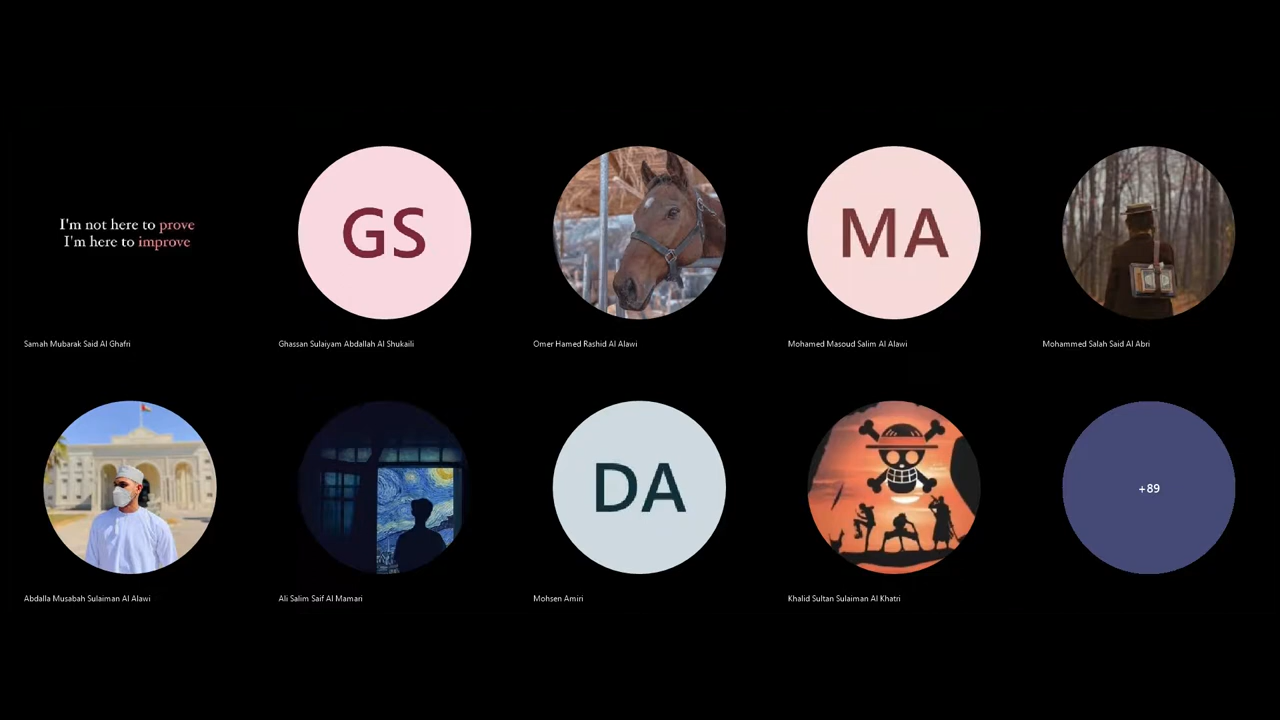 I'm not here to prove
I'm here to improve
GS
MA
Samah Mubarak Said Al Ghafri
Ghassan Sulaiyam Abdallah Al Shukaili
Omer Hamed Rashid Al Alawi
Mohamed Masoud Salim Al Alawi
Mohammed Salah Said Al Abri
DA
+89
Abdalla Musabah Sulaiman Al Alawi
Ali Salim Saif Al Mamari
Mohsen Amiri
Khalid Sultan Sulaiman Al Khatri